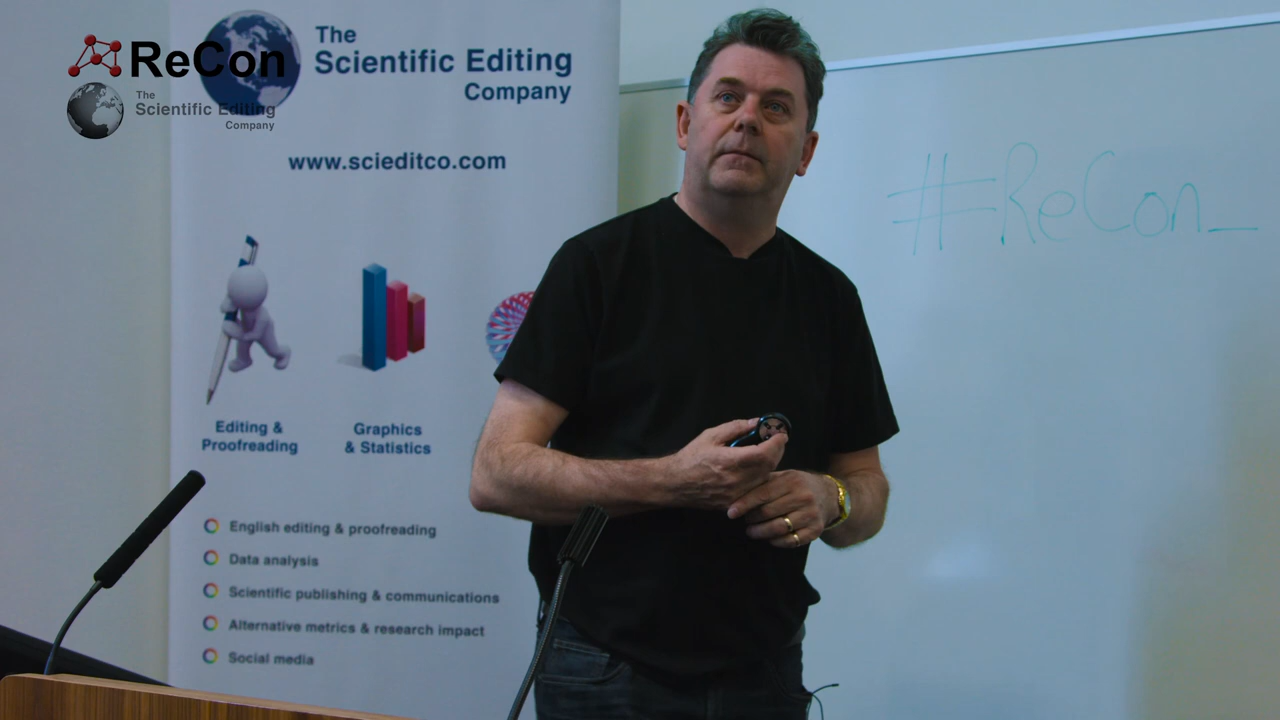 ReCon
The
Scientific Editing
Company
The
Scientific Editing
Company
www.scieditco.com
#ReCon_
Editing &
Proofreading
Graphics
& Statistics
English editing & proofreading
Data analysis
Scientific publishing & communications
Alternative metrics & research impact
Social media